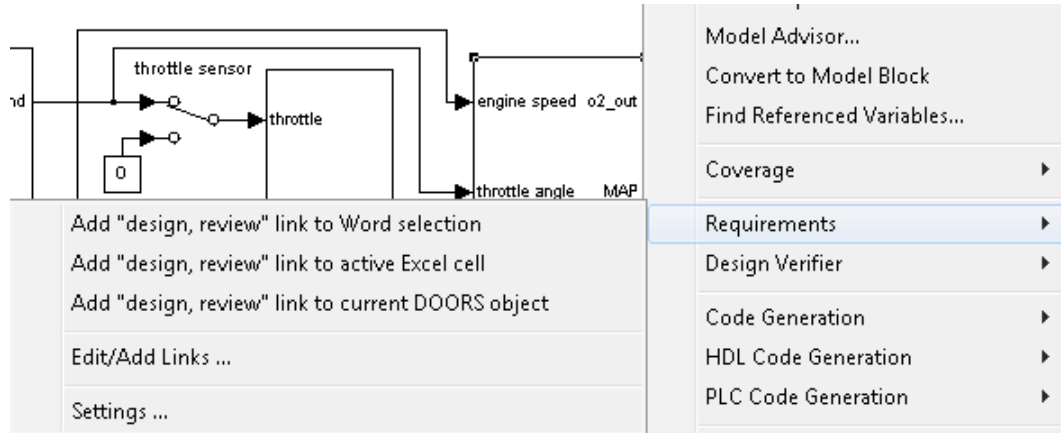 Model Advisor...
throttle sensor
Convert to Model Block
nd
engine speed o2_out
throttle
Find Referenced Variables...
0
Coverage
throttle angle MAP
Add "design, review" link to Word selection
Requirements
Add "design, review" link to active Excel cell
Design Verifier
Add "design, review" link to current DOORS object
Code Generation
Edit/Add Links ...
HDL Code Generation
PLC Code Generation
Settings ...